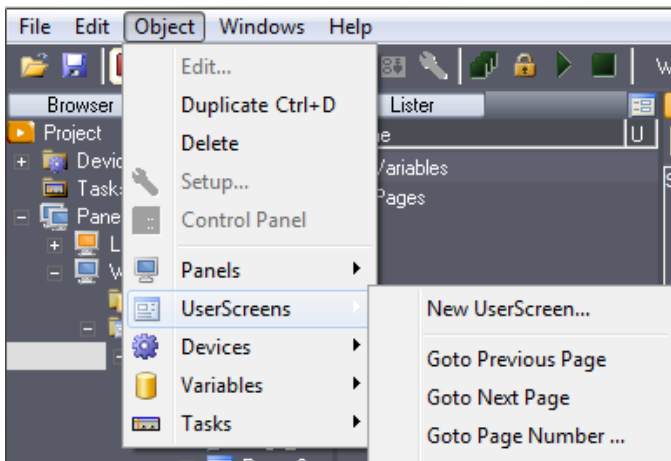 File Edit Object Windows Help
Edit...
Duplicate Ctrl+D
Delete
Setup...
Control Panel
Panels
UserScreens
Devices
Variables
Tasks
New UserScreen...
Goto Previous Page
Goto Next Page
Goto Page Number ...
Browser
Project
Lister
U
Pages